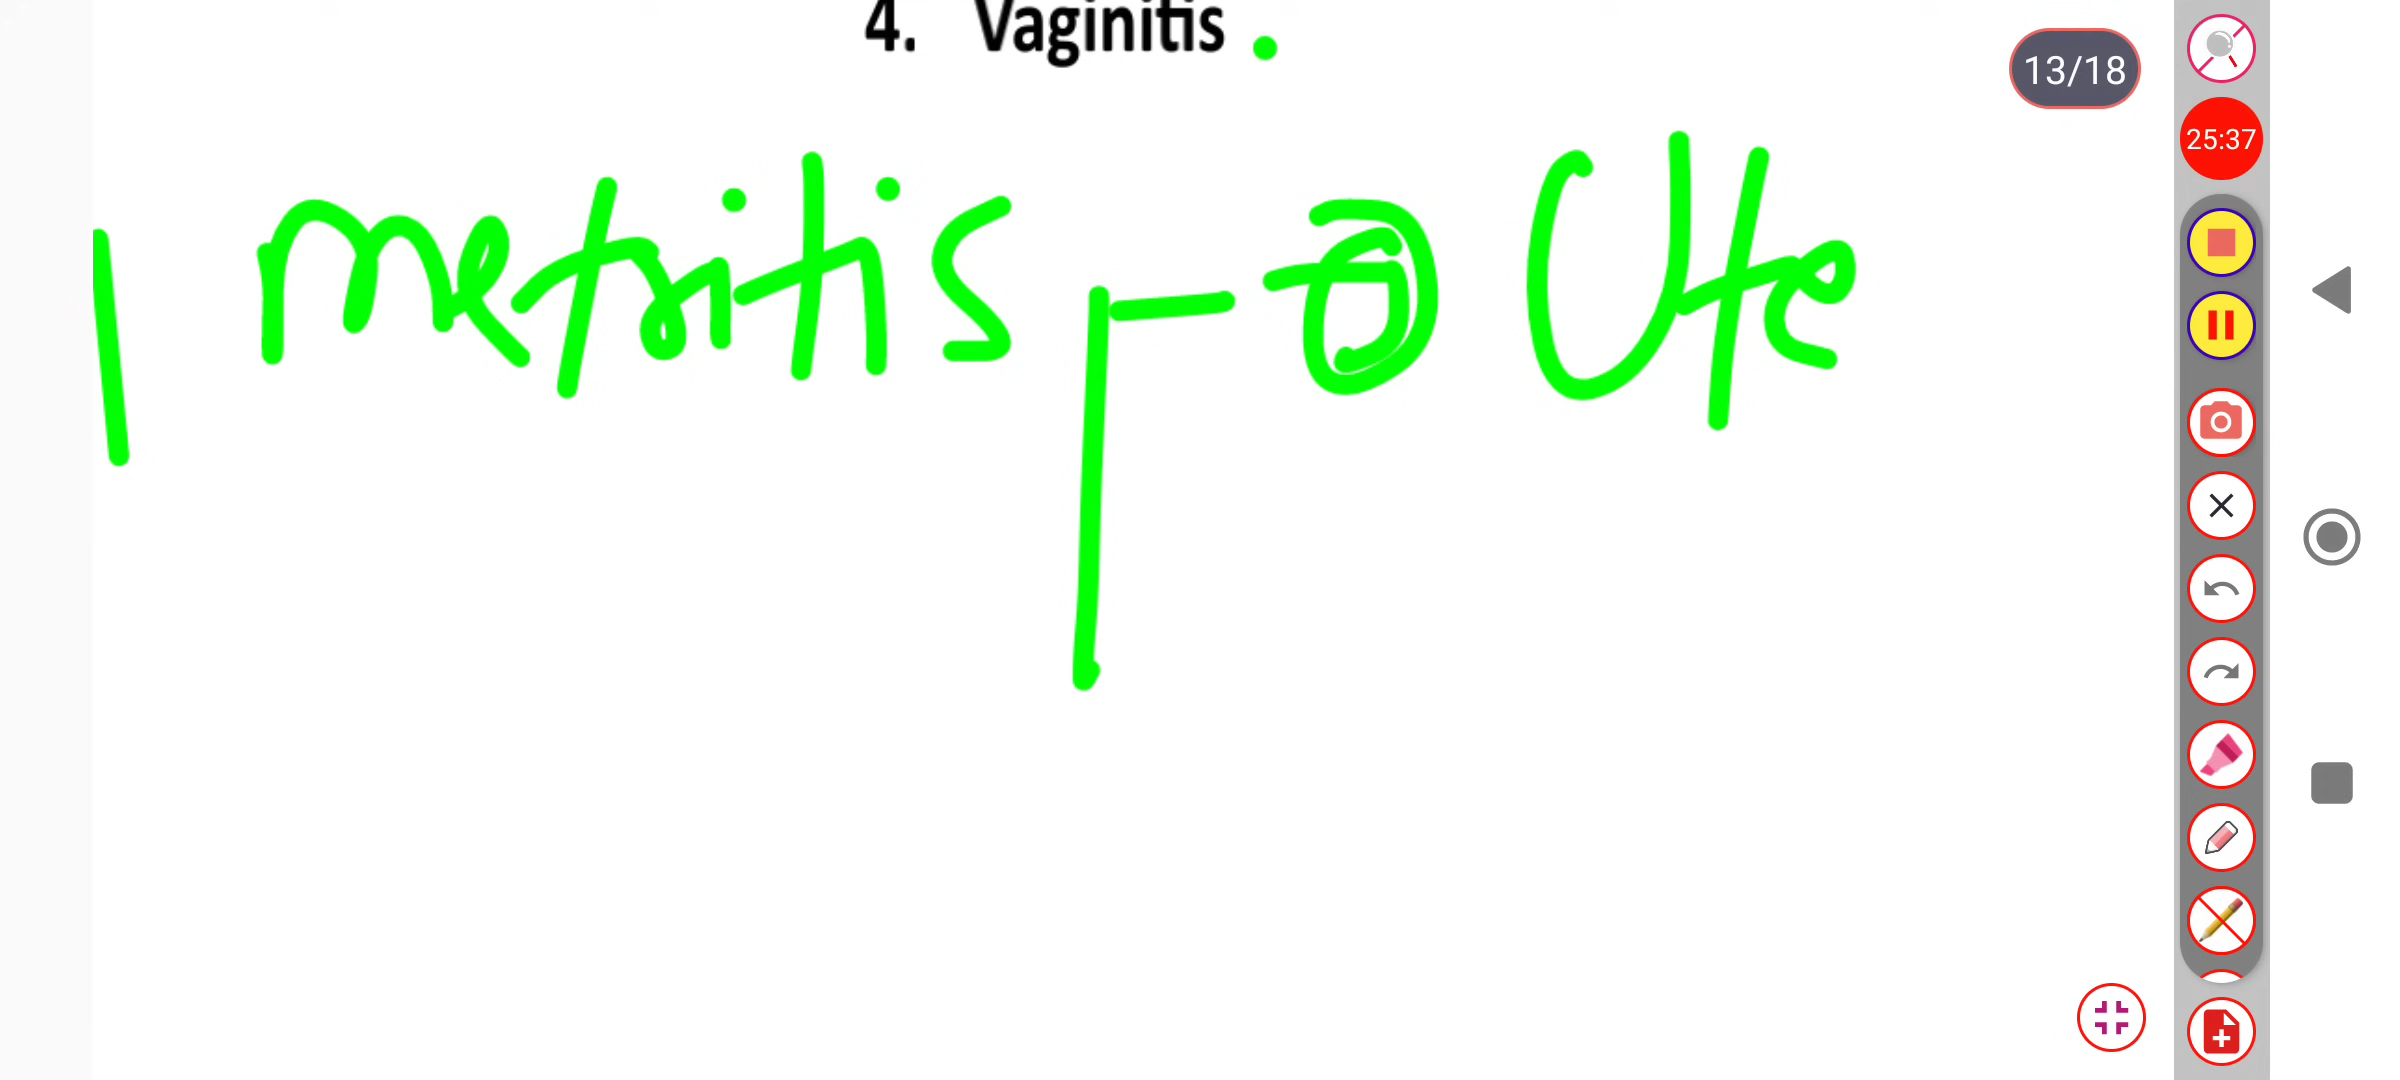 4. Vaginitis .
13/18
25:37
| metritis Ute